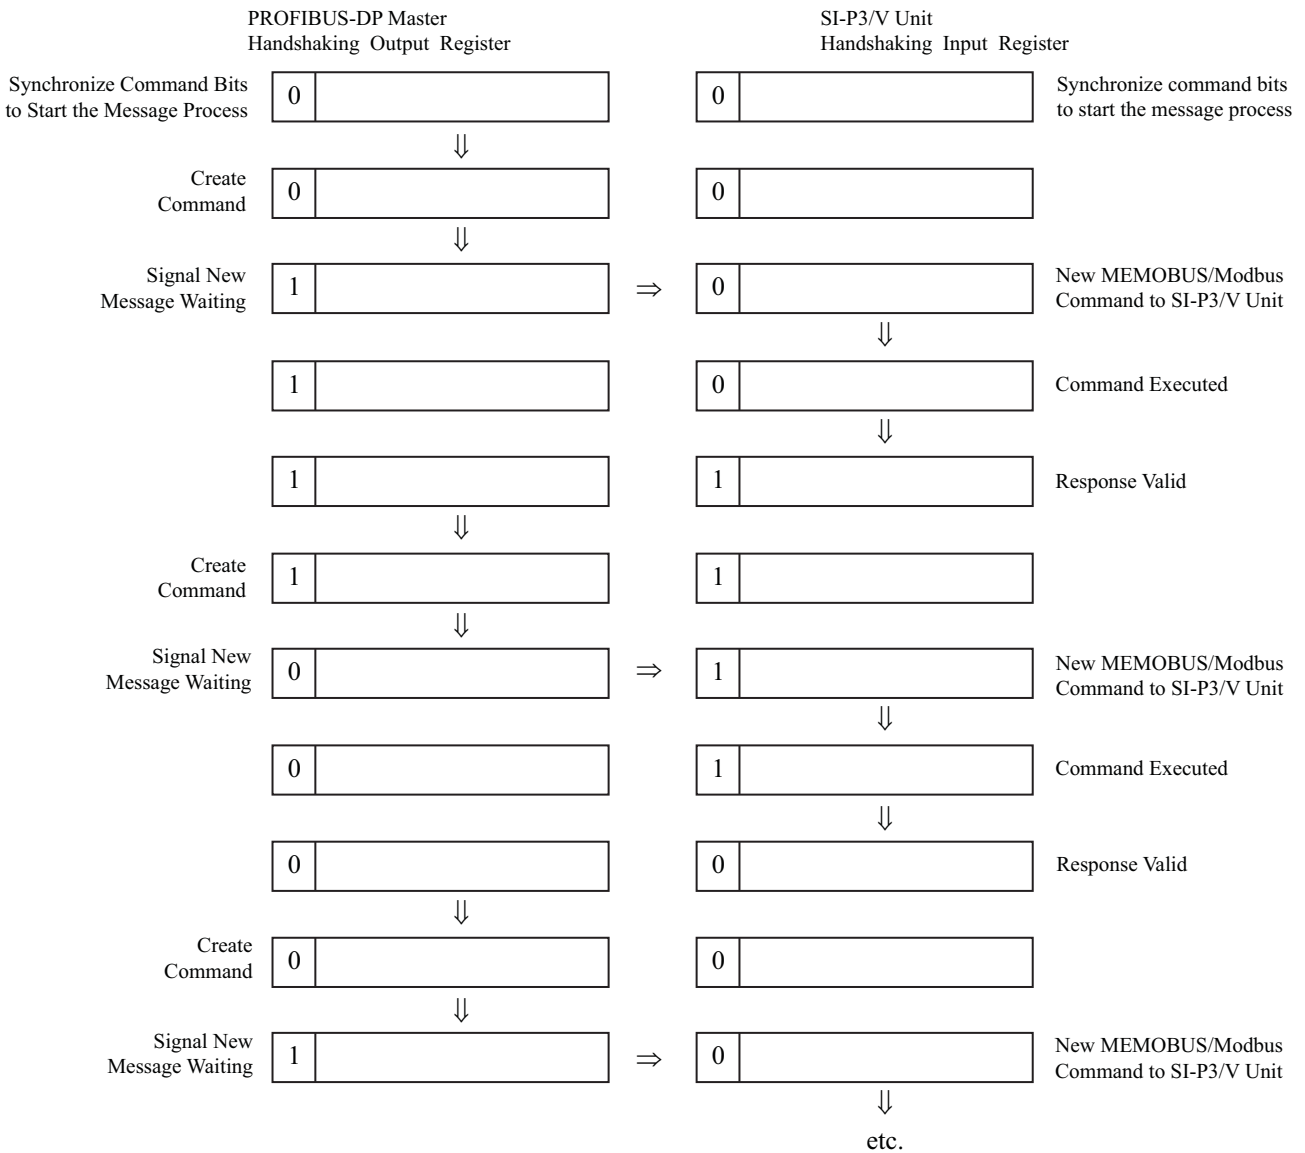 PROFIBUS-DP Master
Handshaking Output Register
SI-P3/V Unit
Handshaking Input Register
Synchronize Command Bits
to Start the Message Process
0
0
Synchronize command bits
to start the message process
⇓
Create
Command
0
0
⇓
Signal New
Message Waiting
1
⇒
0
New MEMOBUS/Modbus
Command to SI-P3/V Unit
⇓
1
0
Command Executed
⇓
1
1
Response Valid
⇓
Create
Command
1
1
⇓
Signal New
Message Waiting
0
⇒
1
New MEMOBUS/Modbus
Command to SI-P3/V Unit
⇓
0
1
Command Executed
⇓
0
0
Response Valid
⇓
Create
Command
0
0
⇓
Signal New
Message Waiting
1
⇒
0
New MEMOBUS/Modbus
Command to SI-P3/V Unit
⇓
etc.